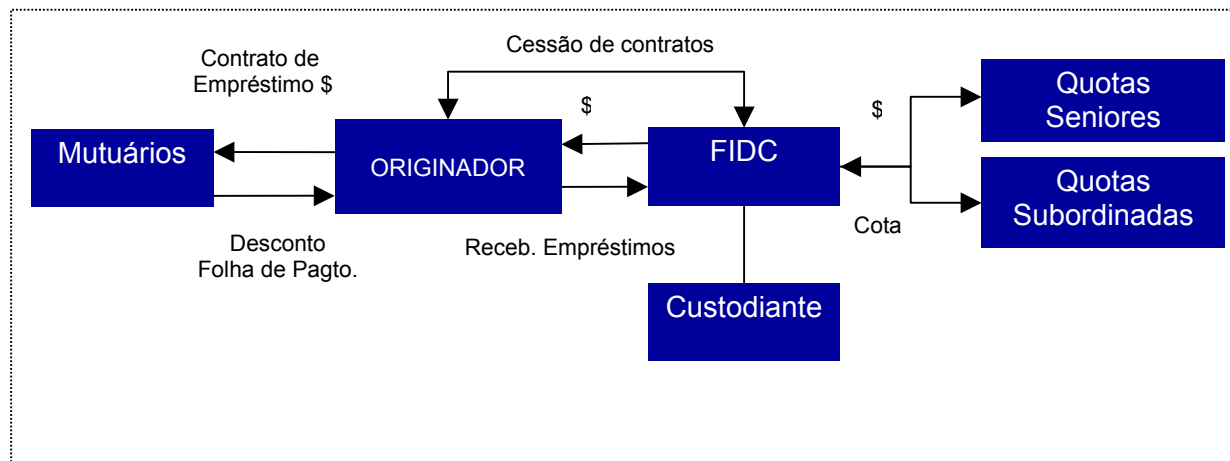 Cessão de contratos
Contrato de
Empréstimo $
$
$
Quotas
Seniores
Mutuários
ORIGINADOR
FIDC
Quotas
Subordinadas
Desconto
Folha de Pagto.
Receb. Empréstimos
Cota
Custodiante